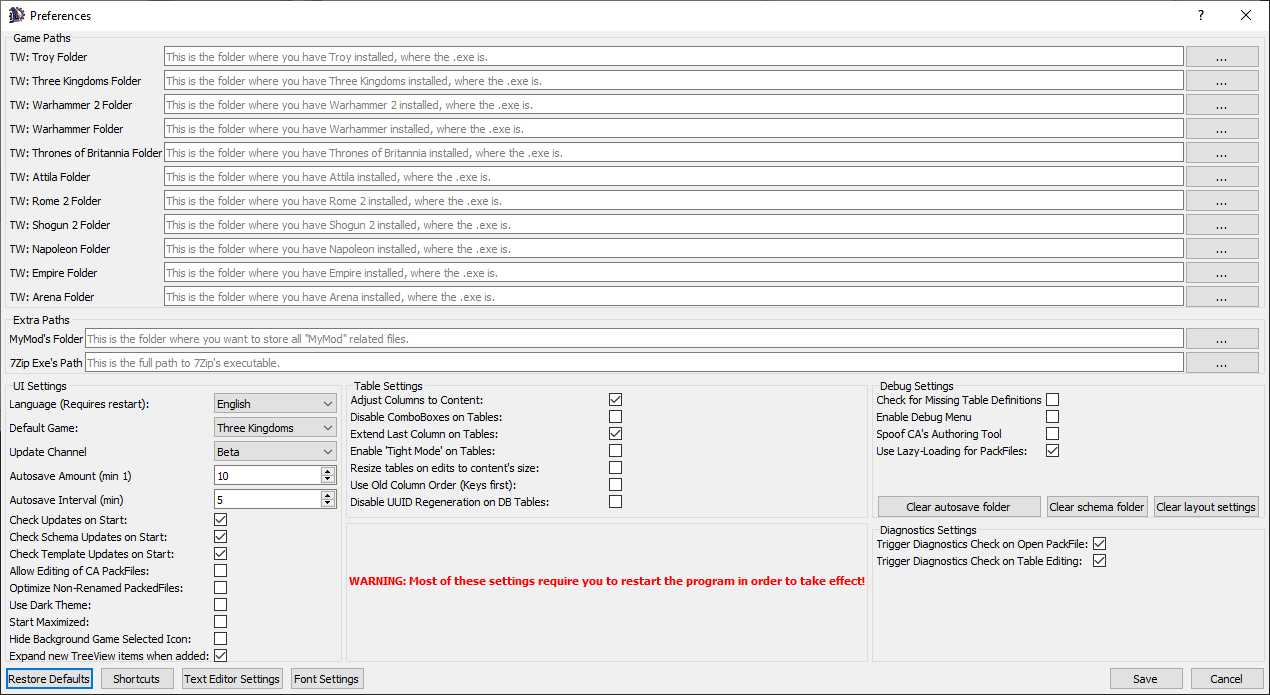 Preferences
?
Game Paths
TW: Troy Folder This is the folder where you have Troy installed, where the .exe is. ...
TW: Three Kingdoms Folder This is the folder where you have Three Kingdoms installed, where the .exe is. ...
TW: Warhammer 2 Folder This is the folder where you have Warhammer 2 installed, where the .exe is. ...
TW: Warhammer Folder This is the folder where you have Warhammer installed, where the .exe is. ...
TW: Thrones of Britannia Folder This is the folder where you have Thrones of Britannia installed, where the .exe is. ...
TW: Attila Folder This is the folder where you have Attila installed, where the .exe is. ...
TW: Rome 2 Folder This is the folder where you have Rome 2 installed, where the .exe is. ...
TW: Shogun 2 Folder This is the folder where you have Shogun 2 installed, where the .exe is. ...
TW: Napoleon Folder This is the folder where you have Napoleon installed, where the .exe is. ...
TW: Empire Folder This is the folder where you have Empire installed, where the .exe is. ...
TW: Arena Folder This is the folder where you have Arena installed, where the .exe is. ...
Extra Paths
MyMod's Folder This is the folder where you want to store all "MyMod" related files. ...
7Zip Exe's Path This is the full path to 7Zip's executable. ...
UI Settings
Language (Requires restart): English
Default Game: Three Kingdoms
Update Channel Beta
Autosave Amount (min 1) 10
Autosave Interval (min) 5
Check Updates on Start:
Check Schema Updates on Start:
Check Template Updates on Start:
Allow Editing of CA PackFiles:
Optimize Non-Renamed PackedFiles:
Use Dark Theme:
Start Maximized:
Hide Background Game Selected Icon:
Expand new TreeView items when added:
Table Settings
Adjust Columns to Content:
Disable ComboBoxes on Tables:
Extend Last Column on Tables:
Enable 'Tight Mode' on Tables:
Resize tables on edits to content's size:
Use Old Column Order (Keys first):
Disable UUID Regeneration on DB Tables:
WARNING: Most of these settings require you to restart the program in order to take effect!
Debug Settings
Check for Missing Table Definitions
Enable Debug Menu
Spoof CA's Authoring Tool
Use Lazy-Loading for PackFiles:
Clear autosave folder Clear schema folder Clear layout settings
Diagnostics Settings
Trigger Diagnostics Check on Open PackFile:
Trigger Diagnostics Check on Table Editing:
Restore Defaults Shortcuts Text Editor Settings Font Settings Save Cancel